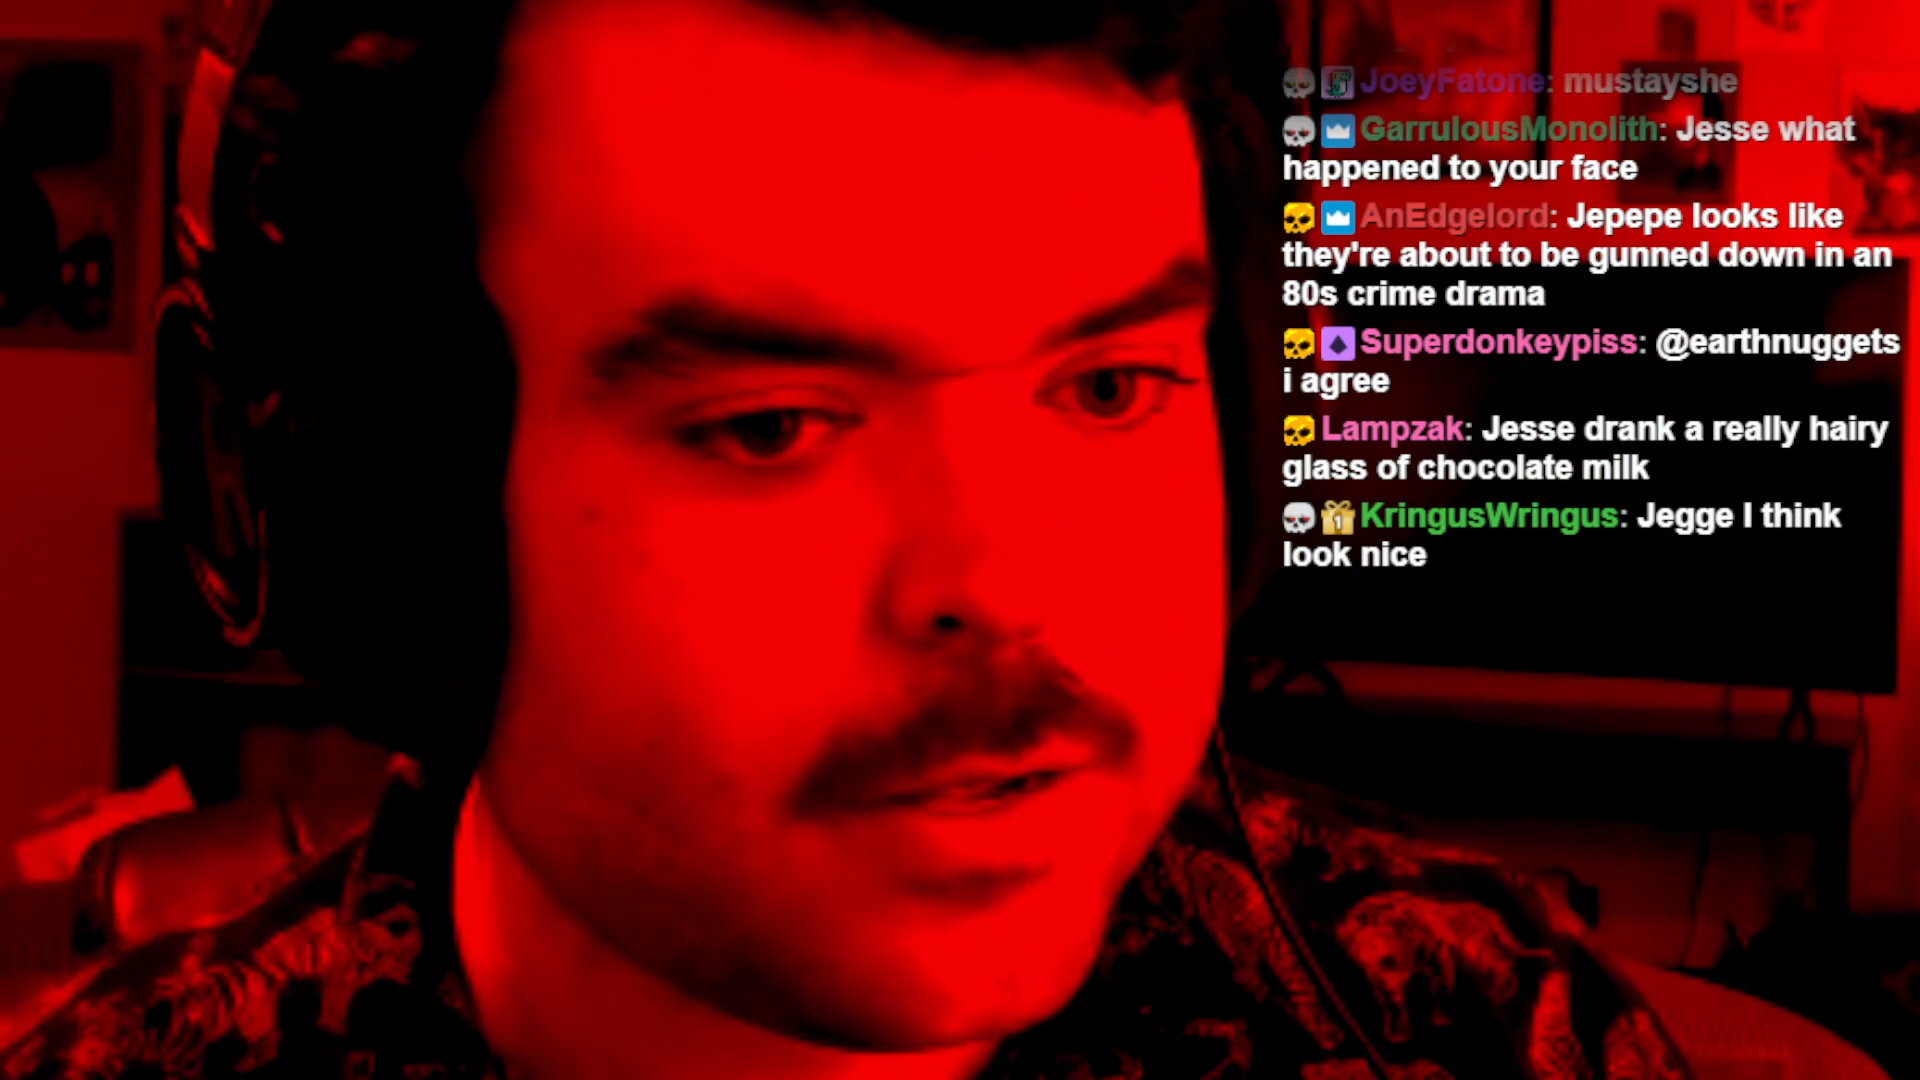 JoeyFatone: mustayshe
GarrulousMonolith: Jesse what
happened to your face
AnEdgelord: Jepepe looks like
they're about to be gunned down in an
80s crime drama
Superdonkeypiss: @earthnuggets
i agree
Lampzak: Jesse drank a really hairy
glass of chocolate milk
1 KringusWringus: Jegge I think
look nice